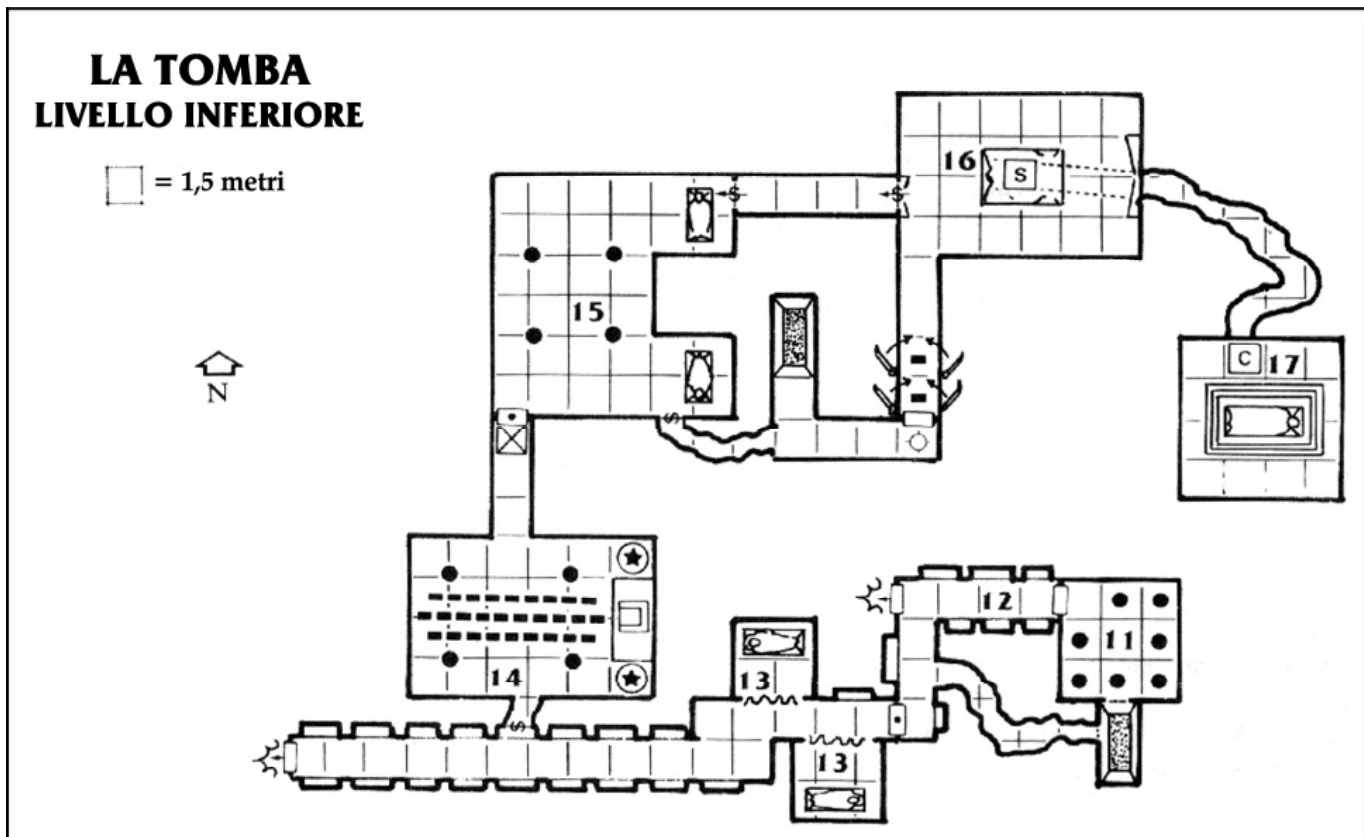 LA TOMBA
LIVELLO INFERIORE
= 1,5 metri
16
S
S
S
15
N
17
C
S
12
11
14
13
S
13